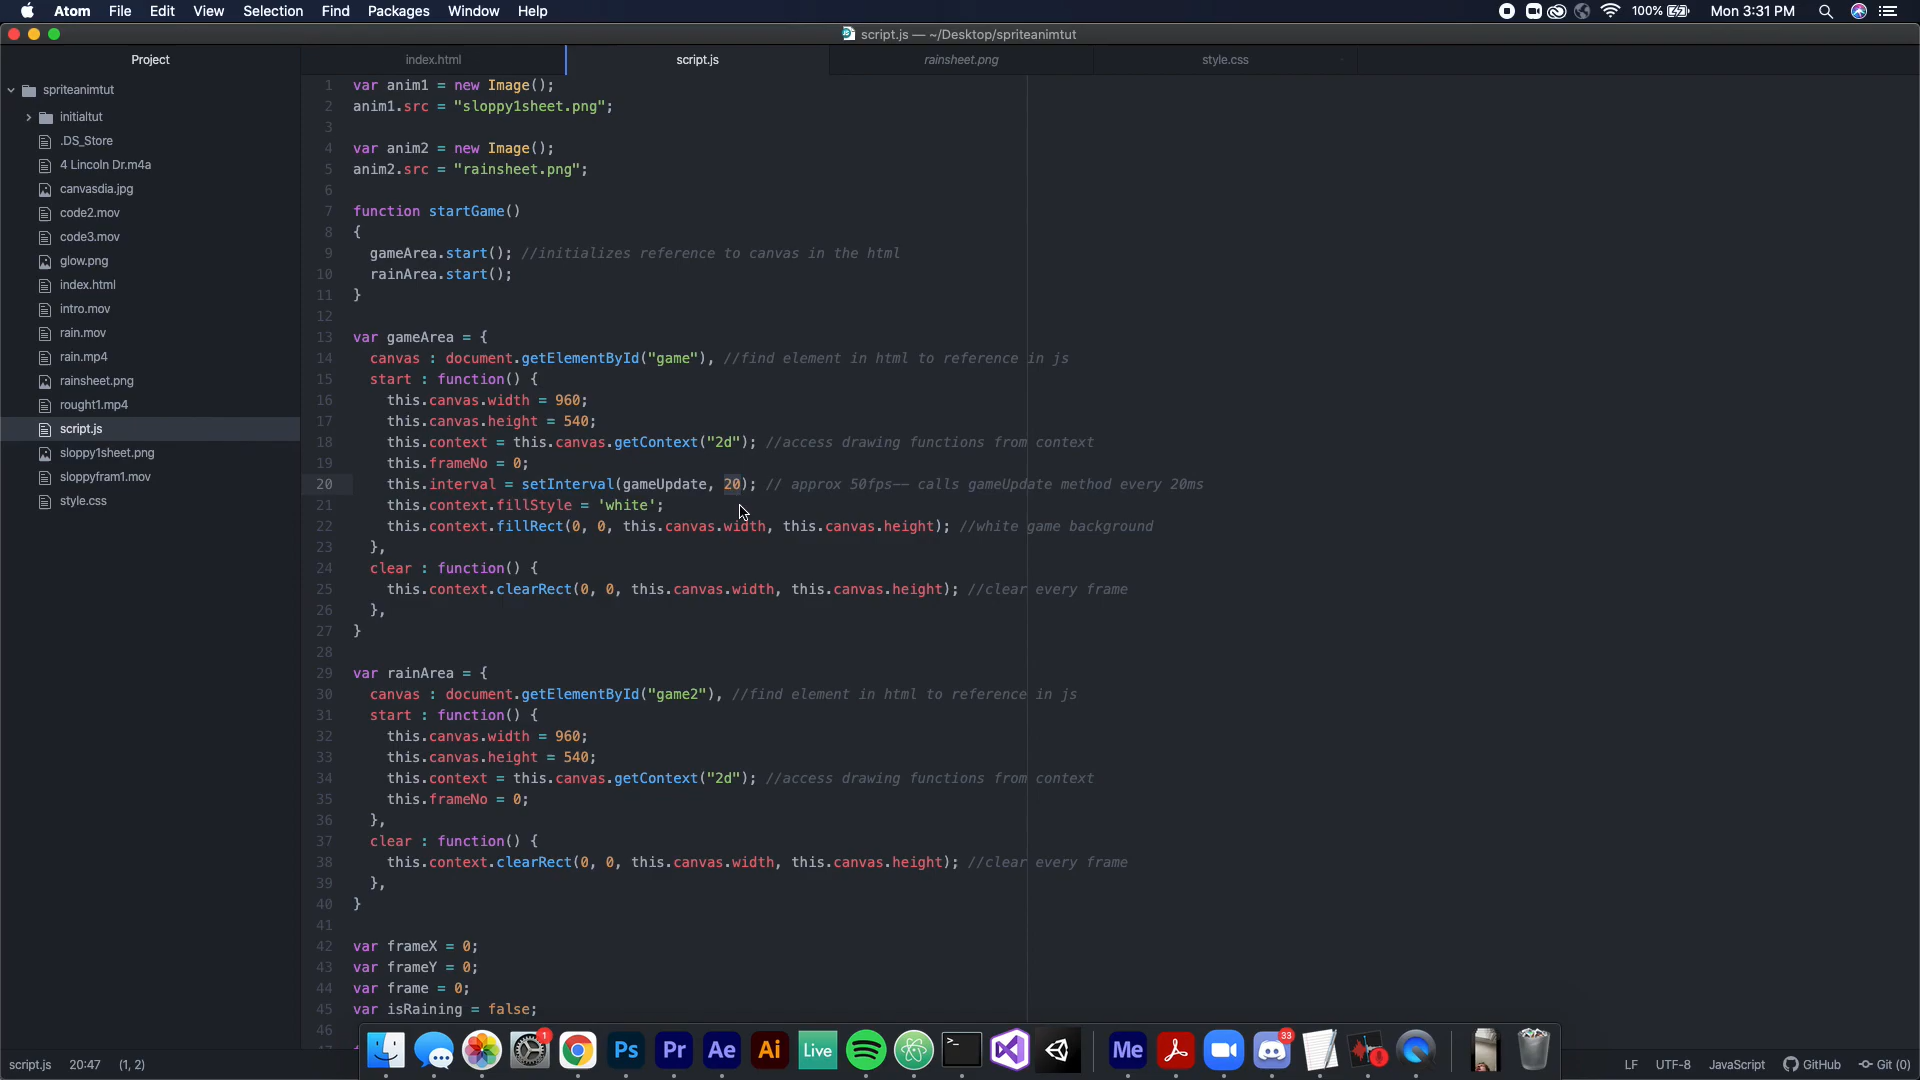 Atom File Edit View Selection Find Packages Window Help
100% Mon 3:31 PM
script.js — ~/Desktop/spriteanimtut
Project
index.html script.js rainsheet.png style.css
spriteanimtut
initialtut
.DS_Store
4 Lincoln Dr.m4a
canvasdia.jpg
code2.mov
code3.mov
glow.png
index.html
intro.mov
rain.mov
rain.mp4
rainsheet.png
rought1.mp4
script.js
sloppy1sheet.png
sloppyfram1.mov
style.css
1 var anim1 = new Image();
2 anim1.src = "sloppy1sheet.png";
3
4 var anim2 = new Image();
5 anim2.src = "rainsheet.png";
6
7 function startGame()
8 {
9 gameArea.start(); //initializes reference to canvas in the html
10 rainArea.start();
11 }
12
13 var gameArea = {
14 canvas : document.getElementById("game"), //find element in html to reference in js
15 start : function() {
16 this.canvas.width = 960;
17 this.canvas.height = 540;
18 this.context = this.canvas.getContext("2d"); //access drawing functions from context
19 this.frameNo = 0;
20 this.interval = setInterval(gameUpdate, 20); // approx 50fps—— calls gameUpdate method every 20ms
21 this.context.fillStyle = 'white';
22 this.context.fillRect(0, 0, this.canvas.width, this.canvas.height); //white game background
23 },
24 clear : function() {
25 this.context.clearRect(0, 0, this.canvas.width, this.canvas.height); //clear every frame
26 },
27 }
28
29 var rainArea = {
30 canvas : document.getElementById("game2"), //find element in html to reference in js
31 start : function() {
32 this.canvas.width = 960;
33 this.canvas.height = 540;
34 this.context = this.canvas.getContext("2d"); //access drawing functions from context
35 this.frameNo = 0;
36 },
37 clear : function() {
38 this.context.clearRect(0, 0, this.canvas.width, this.canvas.height); //clear every frame
39 },
40 }
41
42 var frameX = 0;
43 var frameY = 0;
44 var frame = 0;
45 var isRaining = false;
46
1 Ps Pr Ae Ai Live Me 33
script.js 20:47 (1, 2) LF UTF-8 JavaScript GitHub Git (0)